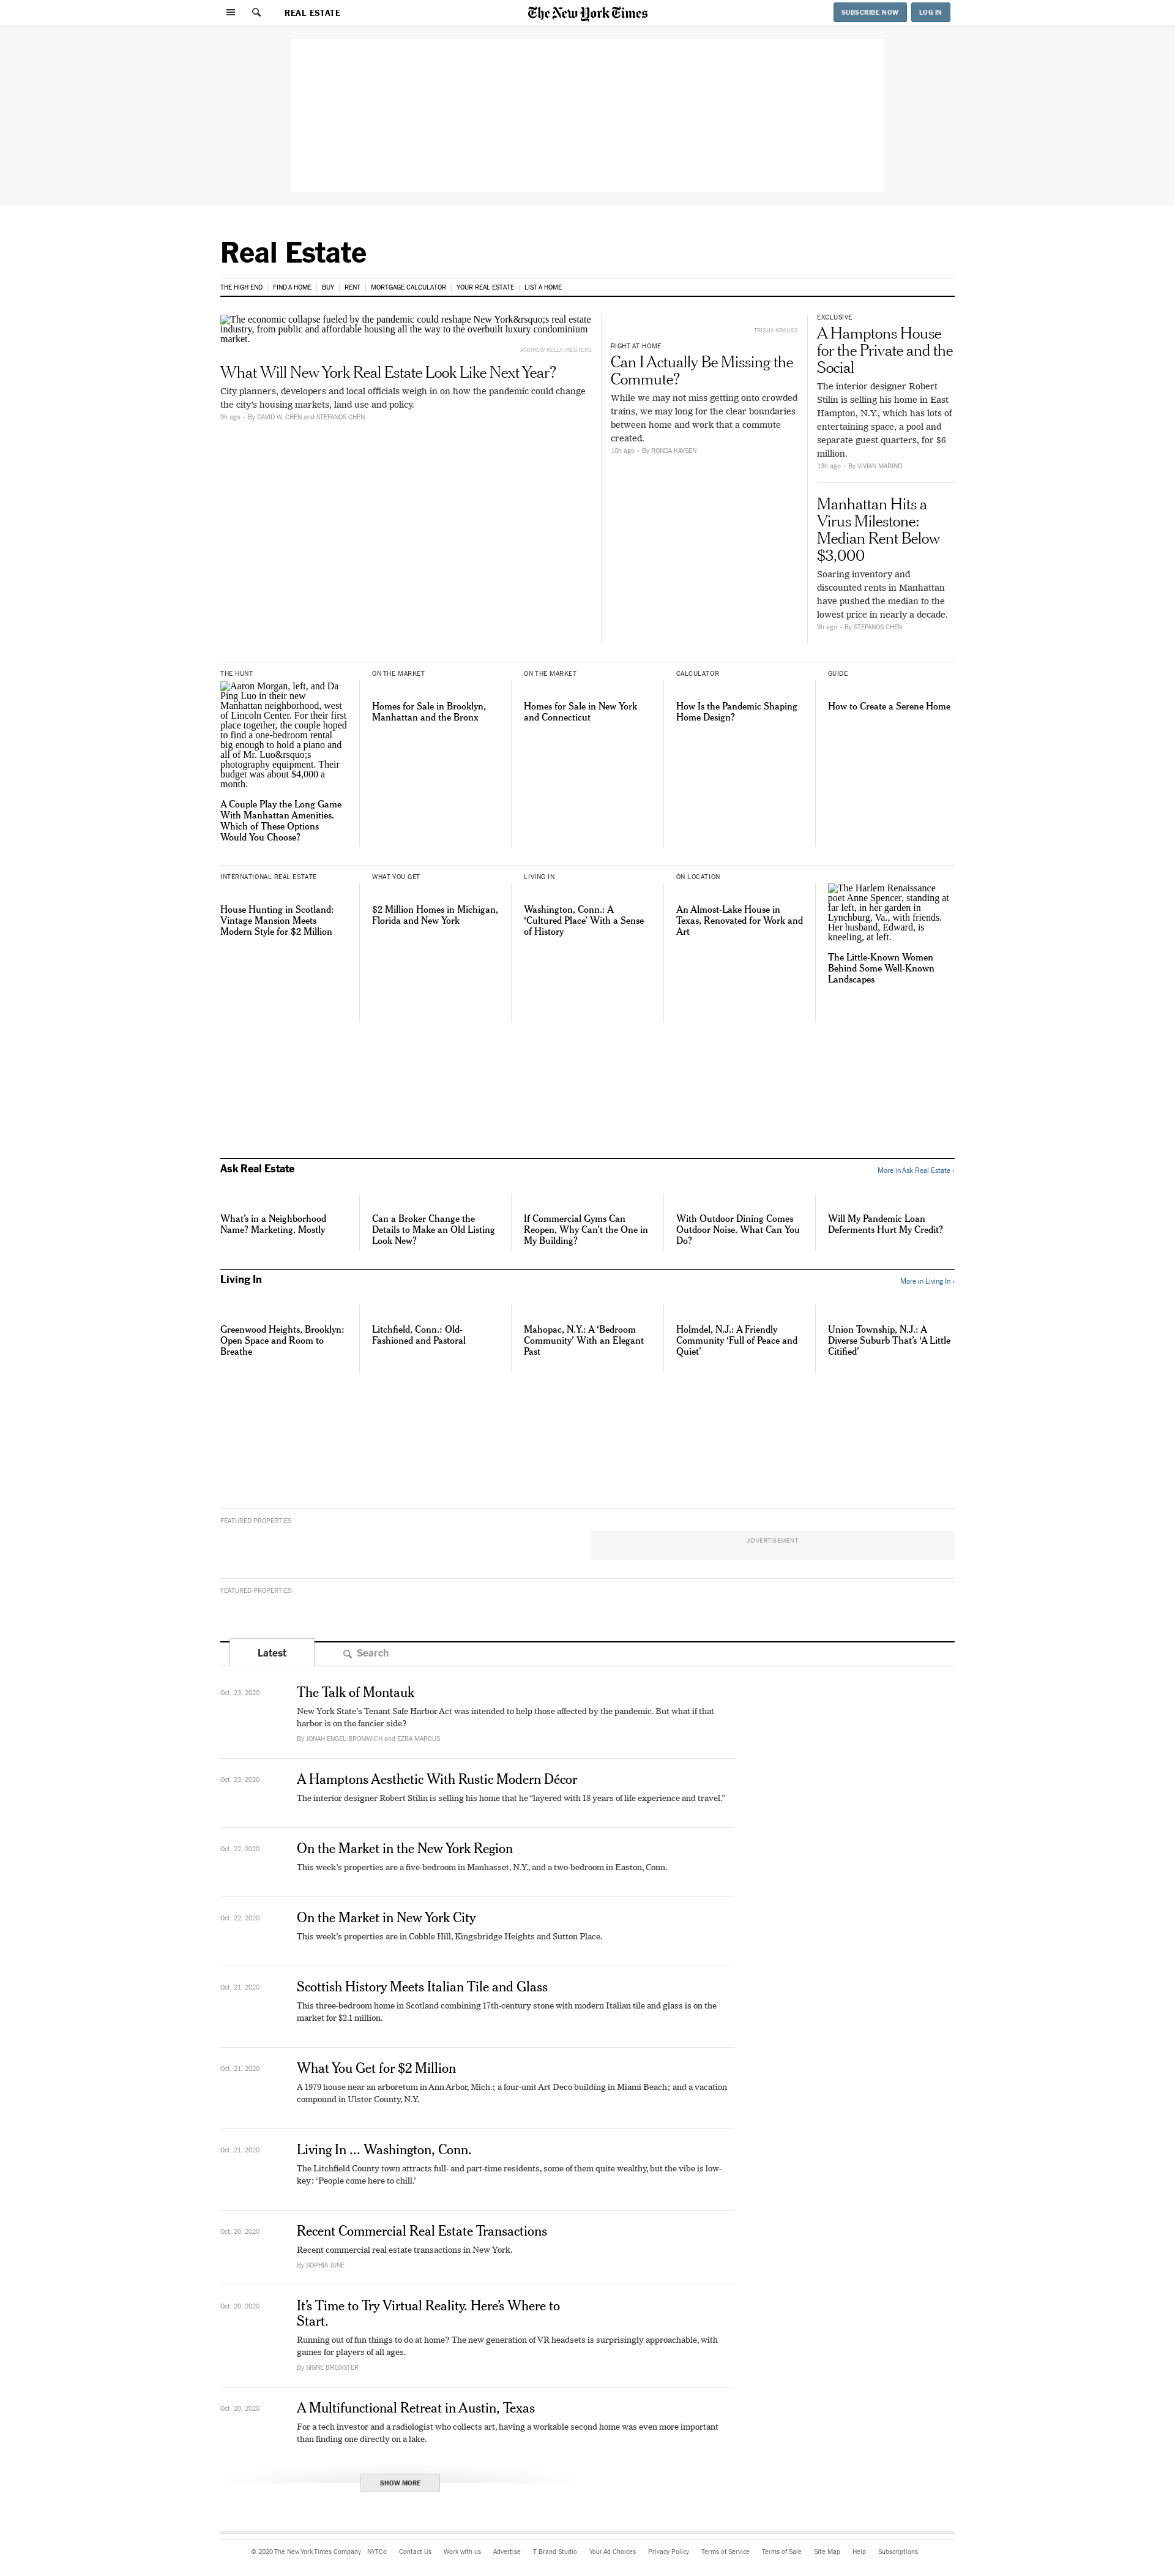 REAL ESTATE
The New York Times
SUBSCRIBE NOW
LOG IN
Real Estate
THE HIGH END | FIND A HOME | BUY | RENT | MORTGAGE CALCULATOR | YOUR REAL ESTATE | LIST A HOME
The economic collapse fueled by the pandemic could reshape New York&rsquo;s real estate
industry, from public and affordable housing all the way to the overbuilt luxury condominium
market.
ANDREW KELLY/REUTERS
What Will New York Real Estate Look Like Next Year?
City planners, developers and local officials weigh in on how the pandemic could change
the city's housing markets, land use and policy.
9h ago • By DAVID W. CHEN and STEFANOS CHEN
TRISHA KRAUSS
RIGHT AT HOME
Can I Actually Be Missing the
Commute?
While we may not miss getting onto crowded
trains, we may long for the clear boundaries
between home and work that a commute
created.
10h ago • By RONDA KAYSEN
EXCLUSIVE
A Hamptons House
for the Private and the
Social
The interior designer Robert
Stilin is selling his home in East
Hampton, N.Y., which has lots of
entertaining space, a pool and
separate guest quarters, for $6
million.
13h ago • By VIVIAN MARINO
Manhattan Hits a
Virus Milestone:
Median Rent Below
$3,000
Soaring inventory and
discounted rents in Manhattan
have pushed the median to the
lowest price in nearly a decade.
9h ago • By STEFANOS CHEN
THE HUNT
Aaron Morgan, left, and Da
Ping Luo in their new
Manhattan neighborhood, west
of Lincoln Center. For their first
place together, the couple hoped
to find a one-bedroom rental
big enough to hold a piano and
all of Mr. Luo&rsquo;s
photography equipment. Their
budget was about $4,000 a
month.
A Couple Play the Long Game
With Manhattan Amenities.
Which of These Options
Would You Choose?
ON THE MARKET
Homes for Sale in Brooklyn,
Manhattan and the Bronx
ON THE MARKET
Homes for Sale in New York
and Connecticut
CALCULATOR
How Is the Pandemic Shaping
Home Design?
GUIDE
How to Create a Serene Home
INTERNATIONAL REAL ESTATE
House Hunting in Scotland:
Vintage Mansion Meets
Modern Style for $2 Million
WHAT YOU GET
$2 Million Homes in Michigan,
Florida and New York
LIVING IN
Washington, Conn.: A
‘Cultured Place’ With a Sense
of History
ON LOCATION
An Almost-Lake House in
Texas, Renovated for Work and
Art
The Harlem Renaissance
poet Anne Spencer, standing at
far left, in her garden in
Lynchburg, Va., with friends.
Her husband, Edward, is
kneeling, at left.
The Little-Known Women
Behind Some Well-Known
Landscapes
Ask Real Estate
More in Ask Real Estate ›
What's in a Neighborhood
Name? Marketing, Mostly
Can a Broker Change the
Details to Make an Old Listing
Look New?
If Commercial Gyms Can
Reopen, Why Can't the One in
My Building?
With Outdoor Dining Comes
Outdoor Noise. What Can You
Do?
Will My Pandemic Loan
Deferments Hurt My Credit?
Living In
More in Living In ›
Greenwood Heights, Brooklyn:
Open Space and Room to
Breathe
Litchfield, Conn.: Old-
Fashioned and Pastoral
Mahopac, N.Y.: A ‘Bedroom
Community’ With an Elegant
Past
Holmdel, N.J.: A Friendly
Community ‘Full of Peace and
Quiet’
Union Township, N.J.: A
Diverse Suburb That’s ‘A Little
Citified’
FEATURED PROPERTIES
ADVERTISEMENT
FEATURED PROPERTIES
Latest
Search
Oct. 23, 2020
The Talk of Montauk
New York State’s Tenant Safe Harbor Act was intended to help those affected by the pandemic. But what if that
harbor is on the fancier side?
By JONAH ENGEL BROMWICH and EZRA MARCUS
Oct. 23, 2020
A Hamptons Aesthetic With Rustic Modern Décor
The interior designer Robert Stilin is selling his home that he “layered with 18 years of life experience and travel.”
Oct. 22, 2020
On the Market in the New York Region
This week’s properties are a five-bedroom in Manhasset, N.Y., and a two-bedroom in Easton, Conn.
Oct. 22, 2020
On the Market in New York City
This week’s properties are in Cobble Hill, Kingsbridge Heights and Sutton Place.
Oct. 21, 2020
Scottish History Meets Italian Tile and Glass
This three-bedroom home in Scotland combining 17th-century stone with modern Italian tile and glass is on the
market for $2.1 million.
Oct. 21, 2020
What You Get for $2 Million
A 1979 house near an arboretum in Ann Arbor, Mich.; a four-unit Art Deco building in Miami Beach; and a vacation
compound in Ulster County, N.Y.
Oct. 21, 2020
Living In ... Washington, Conn.
The Litchfield County town attracts full- and part-time residents, some of them quite wealthy, but the vibe is low-
key: ‘People come here to chill.’
Oct. 20, 2020
Recent Commercial Real Estate Transactions
Recent commercial real estate transactions in New York.
By SOPHIA JUNE
Oct. 20, 2020
It’s Time to Try Virtual Reality. Here’s Where to
Start.
Running out of fun things to do at home? The new generation of VR headsets is surprisingly approachable, with
games for players of all ages.
By SIGNE BREWSTER
Oct. 20, 2020
A Multifunctional Retreat in Austin, Texas
For a tech investor and a radiologist who collects art, having a workable second home was even more important
than finding one directly on a lake.
SHOW MORE
© 2020 The New York Times Company NYTCo Contact Us Work with us Advertise T Brand Studio Your Ad Choices Privacy Policy Terms of Service Terms of Sale Site Map Help Subscriptions